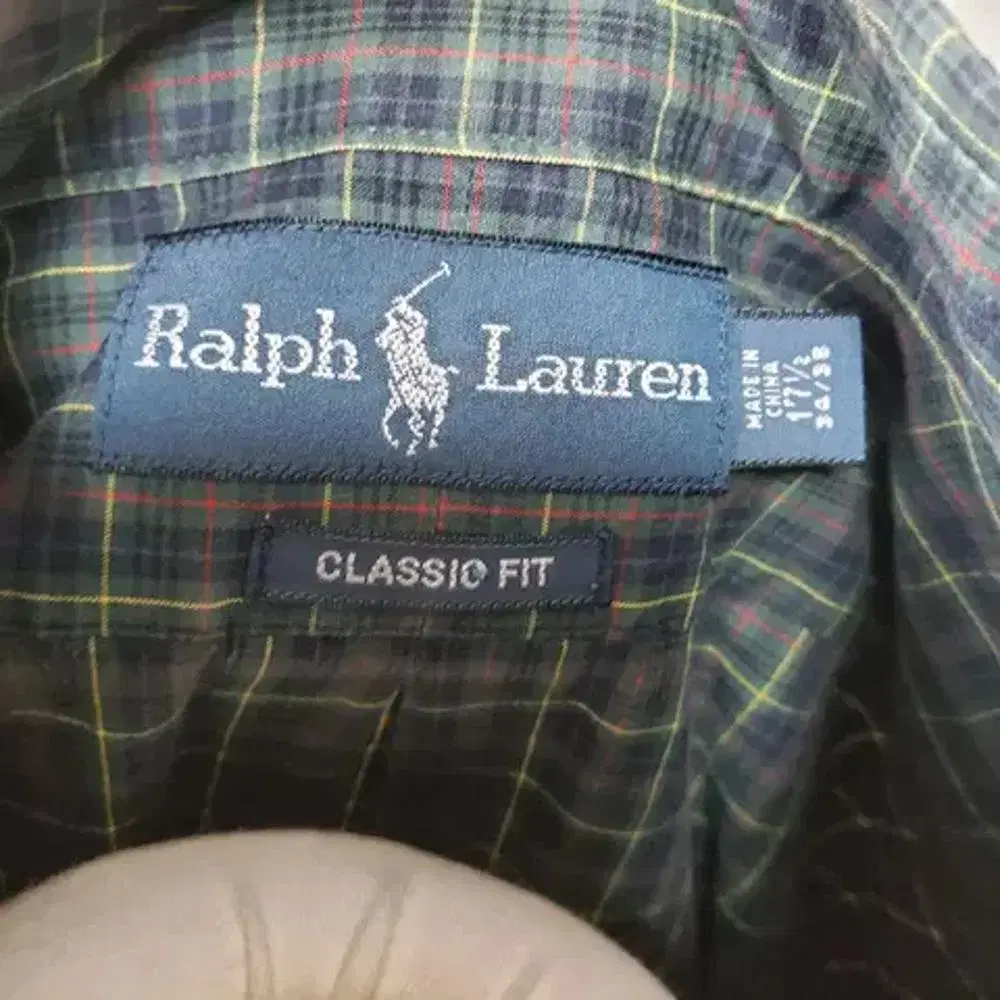 Ralph Lauren
MADE IN
CHINA
17½
34/35
CLASSIC FIT